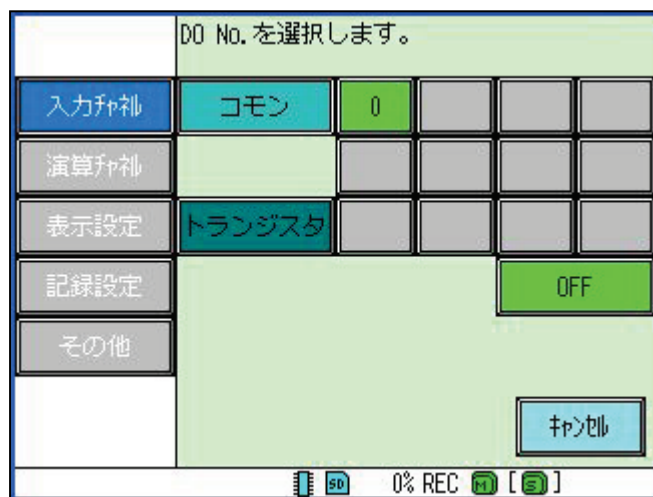 DO No.を選択します。
入力ﾁｬﾈﾙ コモン 0
演算ﾁｬﾈﾙ
表示設定 トランジスタ
記録設定 OFF
その他
ｷｬﾝｾﾙ
SD 0% REC M [S]